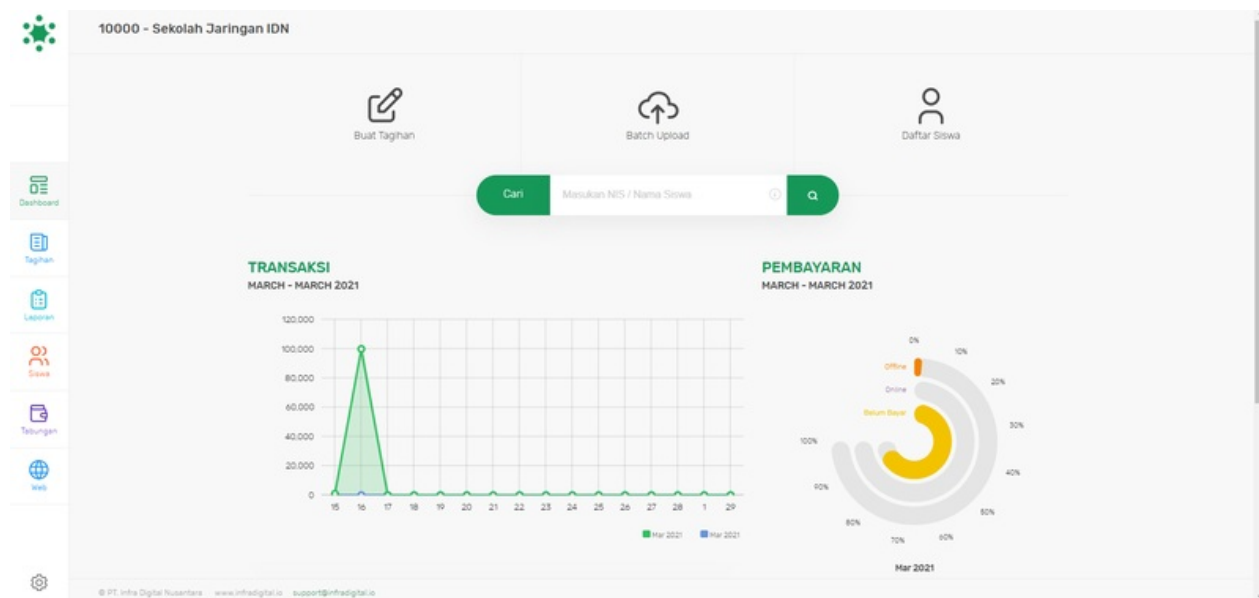 10000 - Sekolah Jaringan IDN
Buat Tagihan
Batch Upload
Daftar Siswa
Cari
Masukan NIS / Nama Siswa
Dashboard
Tagihan
Laporan
Siswa
Tabungan
Web
TRANSAKSI
MARCH - MARCH 2021
120,000
100,000
80,000
60,000
40,000
20,000
0
15 16 17 18 19 20 21 22 23 24 25 26 27 28 1 29
Mar 2021 Mar 2021
PEMBAYARAN
MARCH - MARCH 2021
0%
10%
20%
30%
40%
50%
60%
70%
80%
90%
100%
Offline
Online
Belum Bayar
Mar 2021
© PT. Infra Digital Nusantara www.infradigital.io support@infradigital.io